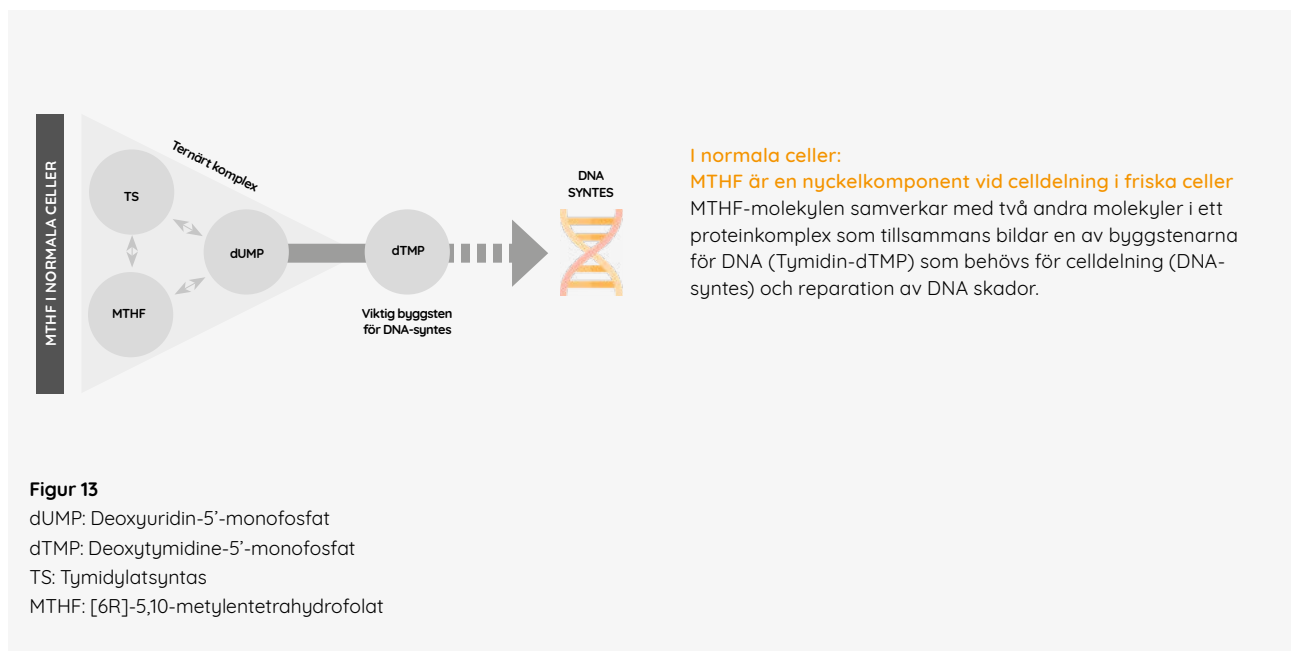 MTHF I NORMALA CELLER
Ternärt komplex
TS
dUMP
MTHF
dTMP
Viktig byggsten
för DNA-syntes
DNA
SYNTES
I normala celler:
MTHF är en nyckelkomponent vid celldelning i friska celler
MTHF-molekylen samverkar med två andra molekyler i ett
proteinkomplex som tillsammans bildar en av byggstenarna
för DNA (Tymidin-dTMP) som behövs för celldelning (DNA-
syntes) och reparation av DNA skador.
Figur 13
dUMP: Deoxyuridin-5’-monofosfat
dTMP: Deoxytymidine-5’-monofosfat
TS: Tymidylatsyntas
MTHF: [6R]-5,10-metylentetrahydrofolat